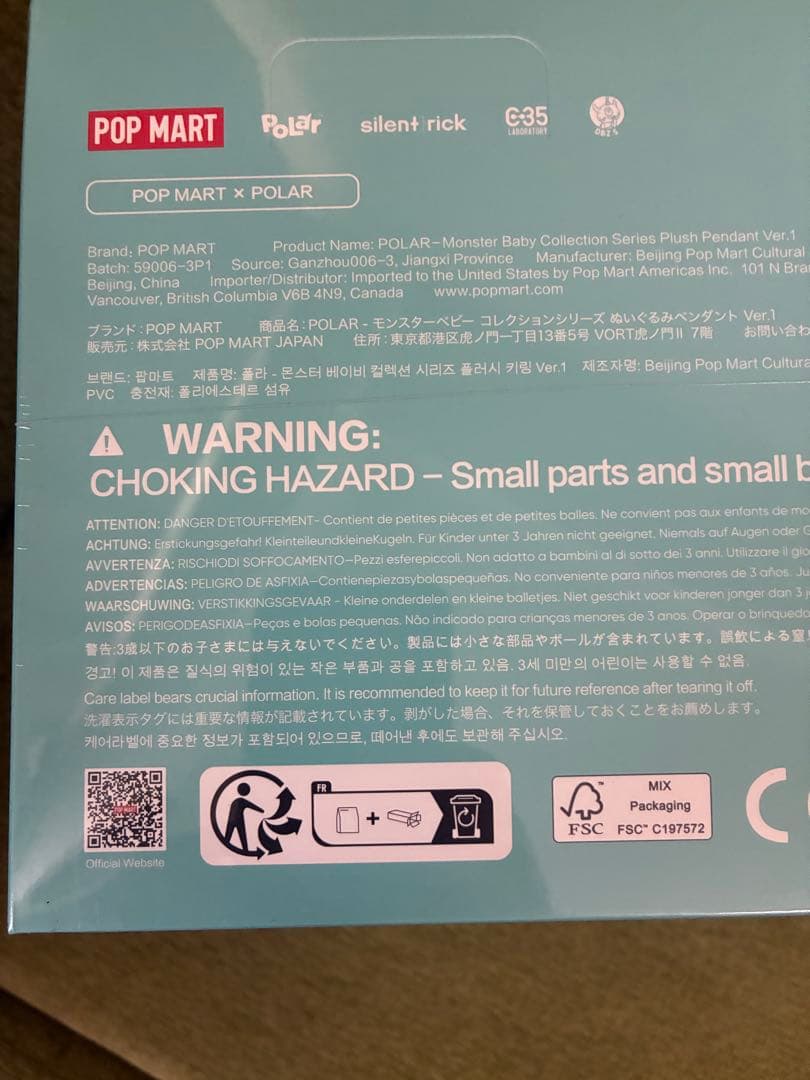 POP MART POLaR silent rick C-35 LABORATORY
POP MART × POLAR
Brand: POP MART Product Name: POLAR-Monster Baby Collection Series Plush Pendant Ver.1
Batch: 59006-3P1 Source: Ganzhou006-3, Jiangxi Province Manufacturer: Beijing Pop Mart Cultural
Beijing, China Importer/Distributor: Imported to the United States by Pop Mart Americas Inc. 101 N Bra
Vancouver, British Columbia V6B 4N9, Canada www.popmart.com
ブランド:POP MART 商品名:POLAR - モンスターベビー コレクションシリーズ ぬいぐるみペンダント Ver.1
販売元:株式会社 POP MART JAPAN 住所:東京都港区虎ノ門一丁目13番5号 VORT虎ノ門II 7階 お問い合わ
브랜드: 팝마트 제품명: 폴라 - 몬스터 베이비 컬렉션 시리즈 플러시 키링 Ver.1 제조자명: Beijing Pop Mart Cultura
PVC 충전재: 폴리에스테르 섬유
WARNING:
CHOKING HAZARD – Small parts and small b
ATTENTION: DANGER D'ETOUFFEMENT- Contient de petites pièces et de petites balles. Ne convient pas aux enfants de mo
ACHTUNG: Erstickungsgefahr! KleinteileundkleineKugeln. Für Kinder unter 3 Jahren nicht geeignet. Niemals auf Augen oder G
AVVERTENZA: RISCHIODI SOFFOCAMENTO–Pezzi esferepiccoli. Non adatto a bambini al di sotto dei 3 anni. Utilizzare il gio
ADVERTENCIAS: PELIGRO DE ASFIXIA–Contienepiezasybolaspequeñas. No conveniente para niños menores de 3 años. Ju
WAARSCHUWING: VERSTIKKINGSGEVAAR - Kleine onderdelen en kleine balletjes. Niet geschikt voor kinderen jonger dan 3 j
AVISOS: PERIGODEASFIXIA–Peças e bolas pequenas. Não indicado para crianças menores de 3 anos. Operar o brinquedo
警告:3歳以下のお子さまには与えないでください。製品には小さな部品やボールが含まれています。誤飲による窒
경고! 이 제품은 질식의 위험이 있는 작은 부품과 공을 포함하고 있음. 3세 미만의 어린이는 사용할 수 없음.
Care label bears crucial information. It is recommended to keep it for future reference after tearing it off.
洗濯表示タグには重要な情報が記載されています。剥がした場合、それを保管しておくことをお薦めします。
케어라벨에 중요한 정보가 포함되어 있으므로, 떼어낸 후에도 보관해 주십시오.
POP MART
Official Website
FR
FSC
MIX
Packaging
FSC™ C197572